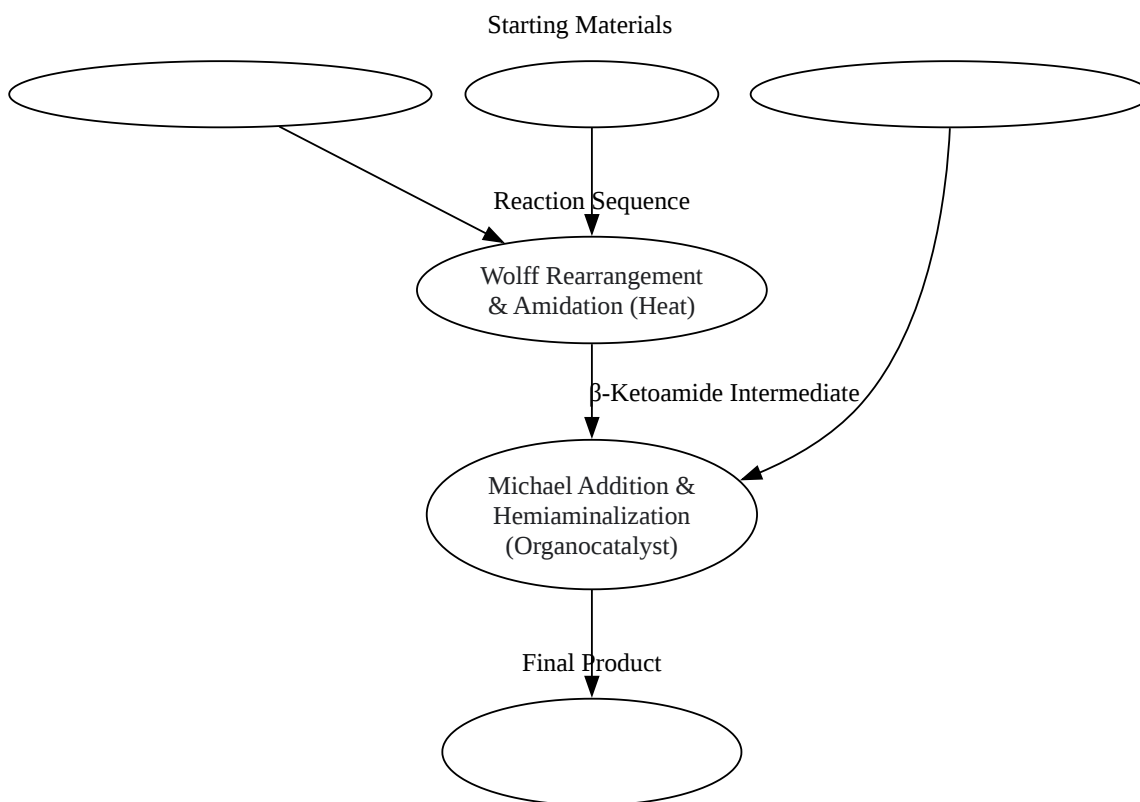 Starting Materials
Reaction Sequence
Wolff Rearrangement
& Amidation (Heat)
β-Ketoamide Intermediate
Michael Addition &
Hemiaminalization
(Organocatalyst)
Final Product